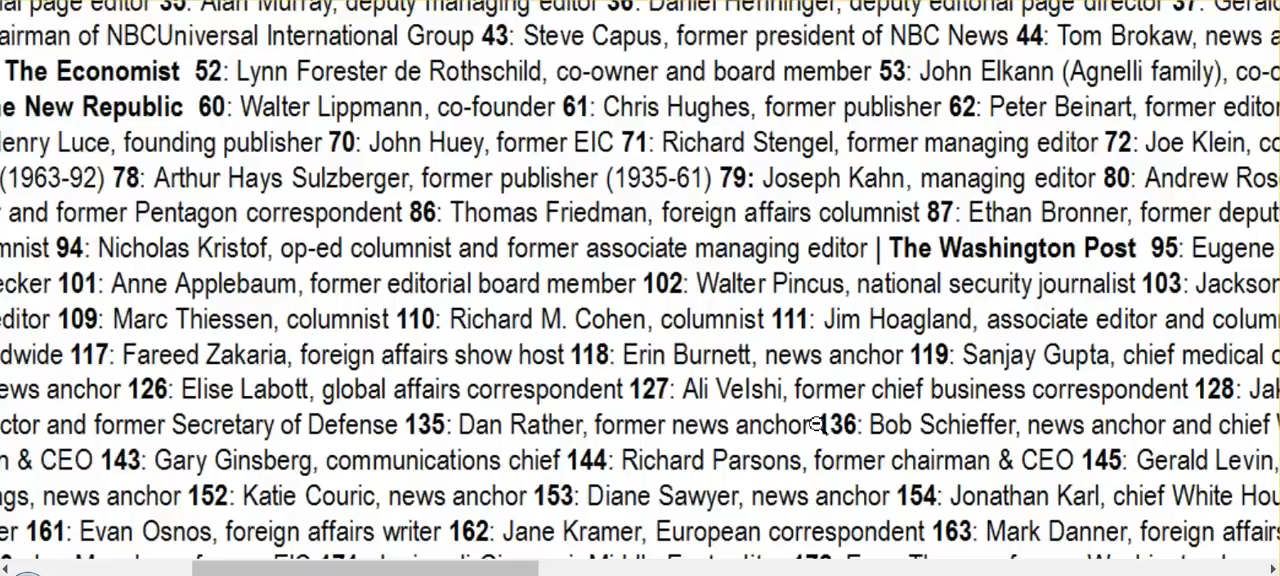 al page editor 35: Alan Murray, deputy managing editor 36: Daniel Henninger, deputy editorial page director 37: Gerald
airman of NBCUniversal International Group 43: Steve Capus, former president of NBC News 44: Tom Brokaw, news a
The Economist 52: Lynn Forester de Rothschild, co-owner and board member 53: John Elkann (Agnelli family), co-o
e New Republic 60: Walter Lippmann, co-founder 61: Chris Hughes, former publisher 62: Peter Beinart, former editor
Henry Luce, founding publisher 70: John Huey, former EIC 71: Richard Stengel, former managing editor 72: Joe Klein, co
(1963-92) 78: Arthur Hays Sulzberger, former publisher (1935-61) 79: Joseph Kahn, managing editor 80: Andrew Ros
r and former Pentagon correspondent 86: Thomas Friedman, foreign affairs columnist 87: Ethan Bronner, former deput
mnist 94: Nicholas Kristof, op-ed columnist and former associate managing editor | The Washington Post 95: Eugene
ecker 101: Anne Applebaum, former editorial board member 102: Walter Pincus, national security journalist 103: Jackson
editor 109: Marc Thiessen, columnist 110: Richard M. Cohen, columnist 111: Jim Hoagland, associate editor and colum
dwide 117: Fareed Zakaria, foreign affairs show host 118: Erin Burnett, news anchor 119: Sanjay Gupta, chief medical c
ews anchor 126: Elise Labott, global affairs correspondent 127: Ali Velshi, former chief business correspondent 128: Jak
ctor and former Secretary of Defense 135: Dan Rather, former news anchor 136: Bob Schieffer, news anchor and chief W
n & CEO 143: Gary Ginsberg, communications chief 144: Richard Parsons, former chairman & CEO 145: Gerald Levin,
ngs, news anchor 152: Katie Couric, news anchor 153: Diane Sawyer, news anchor 154: Jonathan Karl, chief White Hou
er 161: Evan Osnos, foreign affairs writer 162: Jane Kramer, European correspondent 163: Mark Danner, foreign affairs